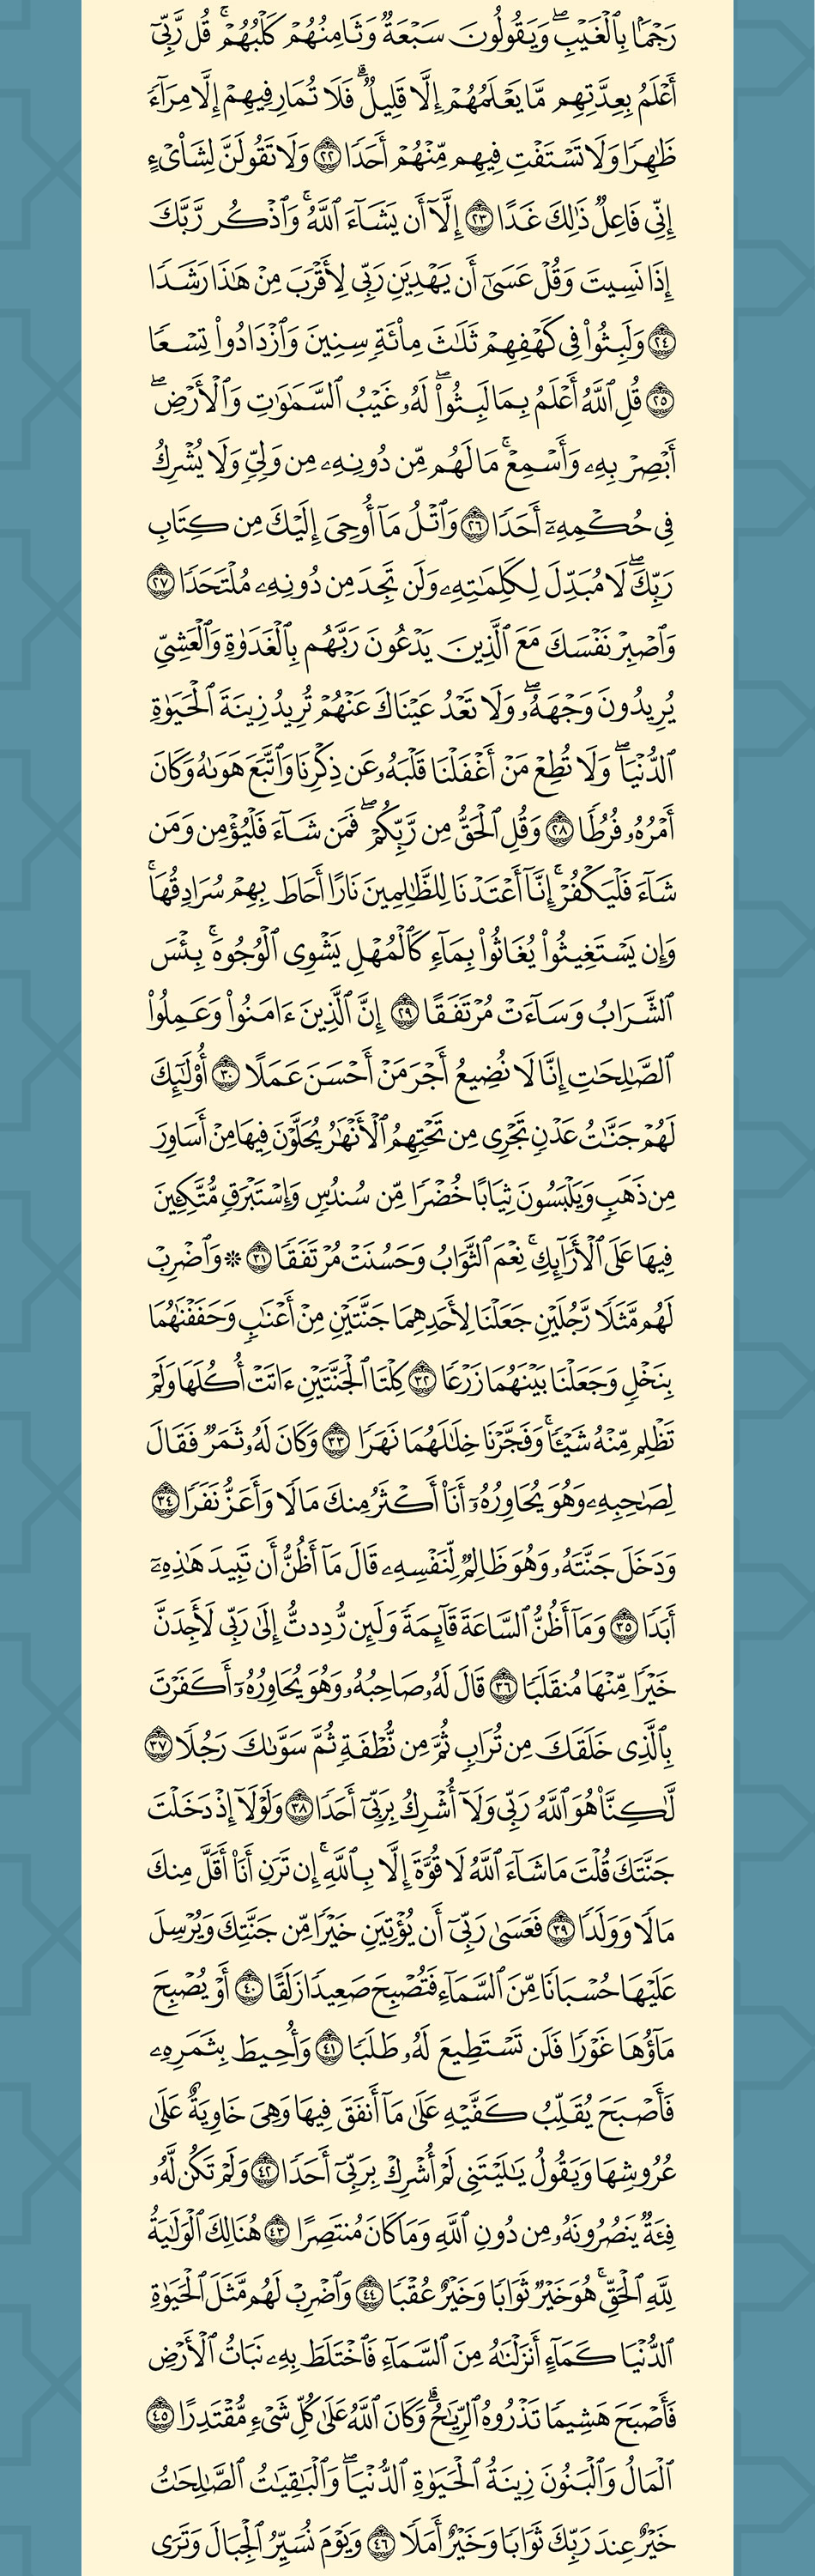 رَجۡمَۢا بِٱلۡغَيۡبِۖ وَيَقُولُونَ سَبۡعَةٞ وَثَامِنُهُمۡ كَلۡبُهُمۡۚ قُل رَّبِّيٓ
أَعۡلَمُ بِعِدَّتِهِم مَّا يَعۡلَمُهُمۡ إِلَّا قَلِيلٞۗ فَلَا تُمَارِ فِيهِمۡ إِلَّا مِرَآءٗ
ظَٰهِرٗا وَلَا تَسۡتَفۡتِ فِيهِم مِّنۡهُمۡ أَحَدٗا ٢٢ وَلَا تَقُولَنَّ لِشَاْيۡءٍ
إِنِّي فَاعِلٞ ذَٰلِكَ غَدًا ٢٣ إِلَّآ أَن يَشَآءَ ٱللَّهُۚ وَٱذۡكُر رَّبَّكَ
إِذَا نَسِيتَ وَقُلۡ عَسَىٰٓ أَن يَهۡدِيَنِ رَبِّي لِأَقۡرَبَ مِنۡ هَٰذَا رَشَدٗا
٢٤ وَلَبِثُواْ فِي كَهۡفِهِمۡ ثَلَٰثَ مِاْئَةٖ سِنِينَ وَٱزۡدَادُواْ تِسۡعٗا
٢٥ قُلِ ٱللَّهُ أَعۡلَمُ بِمَا لَبِثُواْۖ لَهُۥ غَيۡبُ ٱلسَّمَٰوَٰتِ وَٱلۡأَرۡضِۖ
أَبۡصِرۡ بِهِۦ وَأَسۡمِعۡۚ مَا لَهُم مِّن دُونِهِۦ مِن وَلِيّٖ وَلَا يُشۡرِكُ
فِي حُكۡمِهِۦٓ أَحَدٗا ٢٦ وَٱتۡلُ مَآ أُوحِيَ إِلَيۡكَ مِن كِتَابِ
رَبِّكَۖ لَا مُبَدِّلَ لِكَلِمَٰتِهِۦ وَلَن تَجِدَ مِن دُونِهِۦ مُلۡتَحَدٗا ٢٧
وَٱصۡبِرۡ نَفۡسَكَ مَعَ ٱلَّذِينَ يَدۡعُونَ رَبَّهُم بِٱلۡغَدَوٰةِ وَٱلۡعَشِيِّ
يُرِيدُونَ وَجۡهَهُۥۖ وَلَا تَعۡدُ عَيۡنَاكَ عَنۡهُمۡ تُرِيدُ زِينَةَ ٱلۡحَيَوٰةِ
ٱلدُّنۡيَاۖ وَلَا تُطِعۡ مَنۡ أَغۡفَلۡنَا قَلۡبَهُۥ عَن ذِكۡرِنَا وَٱتَّبَعَ هَوَىٰهُ وَكَانَ
أَمۡرُهُۥ فُرُطٗا ٢٨ وَقُلِ ٱلۡحَقُّ مِن رَّبِّكُمۡۖ فَمَن شَآءَ فَلۡيُؤۡمِن وَمَن
شَآءَ فَلۡيَكۡفُرۡۚ إِنَّآ أَعۡتَدۡنَا لِلظَّٰلِمِينَ نَارًا أَحَاطَ بِهِمۡ سُرَادِقُهَاۚ
وَإِن يَسۡتَغِيثُواْ يُغَاثُواْ بِمَآءٖ كَٱلۡمُهۡلِ يَشۡوِي ٱلۡوُجُوهَۚ بِئۡسَ
ٱلشَّرَابُ وَسَآءَتۡ مُرۡتَفَقًا ٢٩ إِنَّ ٱلَّذِينَ ءَامَنُواْ وَعَمِلُواْ
ٱلصَّٰلِحَٰتِ إِنَّا لَا نُضِيعُ أَجۡرَ مَنۡ أَحۡسَنَ عَمَلًا ٣٠ أُوْلَٰٓئِكَ
لَهُمۡ جَنَّٰتُ عَدۡنٖ تَجۡرِي مِن تَحۡتِهِمُ ٱلۡأَنۡهَٰرُ يُحَلَّوۡنَ فِيهَا مِنۡ أَسَاوِرَ
مِن ذَهَبٖ وَيَلۡبَسُونَ ثِيَابًا خُضۡرٗا مِّن سُندُسٖ وَإِسۡتَبۡرَقٖ مُّتَّكِـِٔينَ
فِيهَا عَلَى ٱلۡأَرَآئِكِۚ نِعۡمَ ٱلثَّوَابُ وَحَسُنَتۡ مُرۡتَفَقٗا ٣١ ۞ وَٱضۡرِبۡ
لَهُم مَّثَلٗا رَّجُلَيۡنِ جَعَلۡنَا لِأَحَدِهِمَا جَنَّتَيۡنِ مِنۡ أَعۡنَٰبٖ وَحَفَفۡنَٰهُمَا
بِنَخۡلٖ وَجَعَلۡنَا بَيۡنَهُمَا زَرۡعٗا ٣٢ كِلۡتَا ٱلۡجَنَّتَيۡنِ ءَاتَتۡ أُكُلَهَا وَلَمۡ
تَظۡلِم مِّنۡهُ شَيۡـٔٗاۚ وَفَجَّرۡنَا خِلَٰلَهُمَا نَهَرٗا ٣٣ وَكَانَ لَهُۥ ثَمَرٞ فَقَالَ
لِصَٰحِبِهِۦ وَهُوَ يُحَاوِرُهُۥٓ أَنَا۠ أَكۡثَرُ مِنكَ مَالٗا وَأَعَزُّ نَفَرٗا ٣٤
وَدَخَلَ جَنَّتَهُۥ وَهُوَ ظَالِمٞ لِّنَفۡسِهِۦ قَالَ مَآ أَظُنُّ أَن تَبِيدَ هَٰذِهِۦٓ
أَبَدٗا ٣٥ وَمَآ أَظُنُّ ٱلسَّاعَةَ قَآئِمَةٗ وَلَئِن رُّدِدتُّ إِلَىٰ رَبِّي لَأَجِدَنَّ
خَيۡرٗا مِّنۡهَا مُنقَلَبٗا ٣٦ قَالَ لَهُۥ صَاحِبُهُۥ وَهُوَ يُحَاوِرُهُۥٓ أَكَفَرۡتَ
بِٱلَّذِي خَلَقَكَ مِن تُرَابٖ ثُمَّ مِن نُّطۡفَةٖ ثُمَّ سَوَّىٰكَ رَجُلٗا ٣٧
لَّٰكِنَّا۠ هُوَ ٱللَّهُ رَبِّي وَلَآ أُشۡرِكُ بِرَبِّيٓ أَحَدٗا ٣٨ وَلَوۡلَآ إِذۡ دَخَلۡتَ
جَنَّتَكَ قُلۡتَ مَا شَآءَ ٱللَّهُ لَا قُوَّةَ إِلَّا بِٱللَّهِۚ إِن تَرَنِ أَنَا۠ أَقَلَّ مِنكَ
مَالٗا وَوَلَدٗا ٣٩ فَعَسَىٰ رَبِّيٓ أَن يُؤۡتِيَنِ خَيۡرٗا مِّن جَنَّتِكَ وَيُرۡسِلَ
عَلَيۡهَا حُسۡبَانٗا مِّنَ ٱلسَّمَآءِ فَتُصۡبِحَ صَعِيدٗا زَلَقًا ٤٠ أَوۡ يُصۡبِحَ
مَآؤُهَا غَوۡرٗا فَلَن تَسۡتَطِيعَ لَهُۥ طَلَبٗا ٤١ وَأُحِيطَ بِثَمَرِهِۦ
فَأَصۡبَحَ يُقَلِّبُ كَفَّيۡهِ عَلَىٰ مَآ أَنفَقَ فِيهَا وَهِيَ خَاوِيَةٌ عَلَىٰ
عُرُوشِهَا وَيَقُولُ يَٰلَيۡتَنِي لَمۡ أُشۡرِكۡ بِرَبِّيٓ أَحَدٗا ٤٢ وَلَمۡ تَكُن لَّهُۥ
فِئَةٞ يَنصُرُونَهُۥ مِن دُونِ ٱللَّهِ وَمَا كَانَ مُنتَصِرًا ٤٣ هُنَالِكَ ٱلۡوَلَٰيَةُ
لِلَّهِ ٱلۡحَقِّۚ هُوَ خَيۡرٞ ثَوَابٗا وَخَيۡرٌ عُقۡبٗا ٤٤ وَٱضۡرِبۡ لَهُم مَّثَلَ ٱلۡحَيَوٰةِ
ٱلدُّنۡيَا كَمَآءٍ أَنزَلۡنَٰهُ مِنَ ٱلسَّمَآءِ فَٱخۡتَلَطَ بِهِۦ نَبَاتُ ٱلۡأَرۡضِ
فَأَصۡبَحَ هَشِيمٗا تَذۡرُوهُ ٱلرِّيَٰحُۗ وَكَانَ ٱللَّهُ عَلَىٰ كُلِّ شَيۡءٖ مُّقۡتَدِرًا ٤٥
ٱلۡمَالُ وَٱلۡبَنُونَ زِينَةُ ٱلۡحَيَوٰةِ ٱلدُّنۡيَاۖ وَٱلۡبَٰقِيَٰتُ ٱلصَّٰلِحَٰتُ
خَيۡرٌ عِندَ رَبِّكَ ثَوَابٗا وَخَيۡرٌ أَمَلٗا ٤٦ وَيَوۡمَ نُسَيِّرُ ٱلۡجِبَالَ وَتَرَى